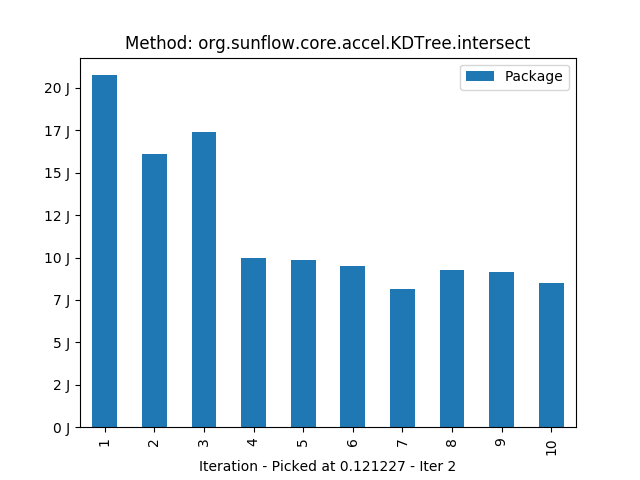 Method: org.sunflow.core.accel.KDTree.intersect
Package
20 J
17 J
15 J
12 J
10 J
7 J
5 J
2 J
0 J
1 2 3 4 5 6 7 8 9 10
Iteration - Picked at 0.121227 - Iter 2